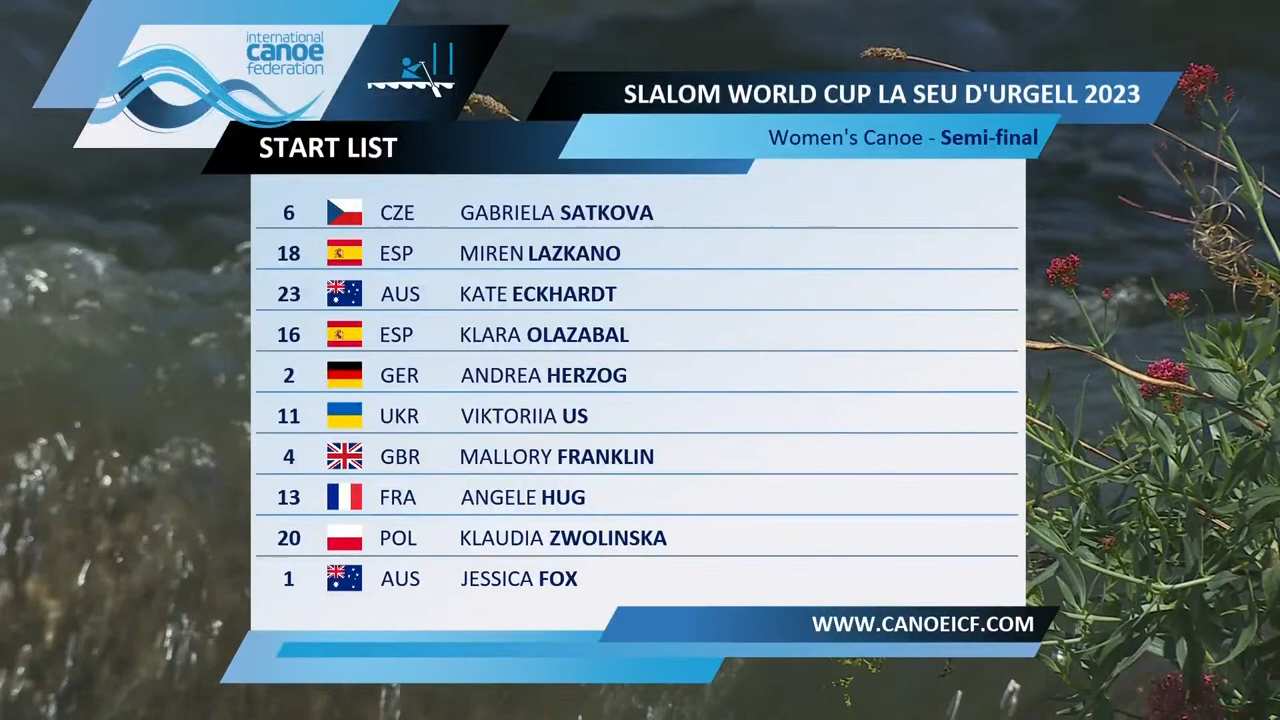 international
canoe
federation
SLALOM WORLD CUP LA SEU D'URGELL 2023
Women's Canoe - Semi-final
START LIST
6 CZE GABRIELA SATKOVA
18 ESP MIREN LAZKANO
23 AUS KATE ECKHARDT
16 ESP KLARA OLAZABAL
2 GER ANDREA HERZOG
11 UKR VIKTORIIA US
4 GBR MALLORY FRANKLIN
13 FRA ANGELE HUG
20 POL KLAUDIA ZWOLINSKA
1 AUS JESSICA FOX
WWW.CANOEICF.COM